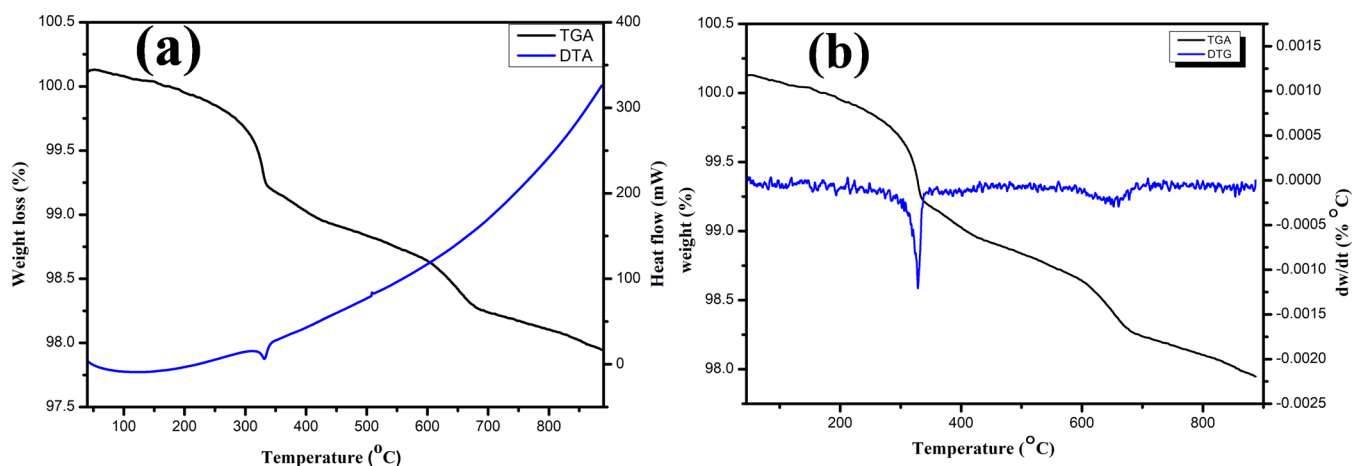 (a)
TGA
DTA
100.5
100.0
99.5
99.0
98.5
98.0
97.5
Weight loss (%)
400
300
200
100
0
Heat flow (mW)
100 200 300 400 500 600 700 800
Temperature (°C)
(b)
TGA
DTG
100.5
100.0
99.5
99.0
98.5
98.0
weight (%)
0.0015
0.0010
0.0005
0.0000
-0.0005
-0.0010
-0.0015
-0.0020
-0.0025
dw/dt (% °C)
200 400 600 800
Temperature (°C)